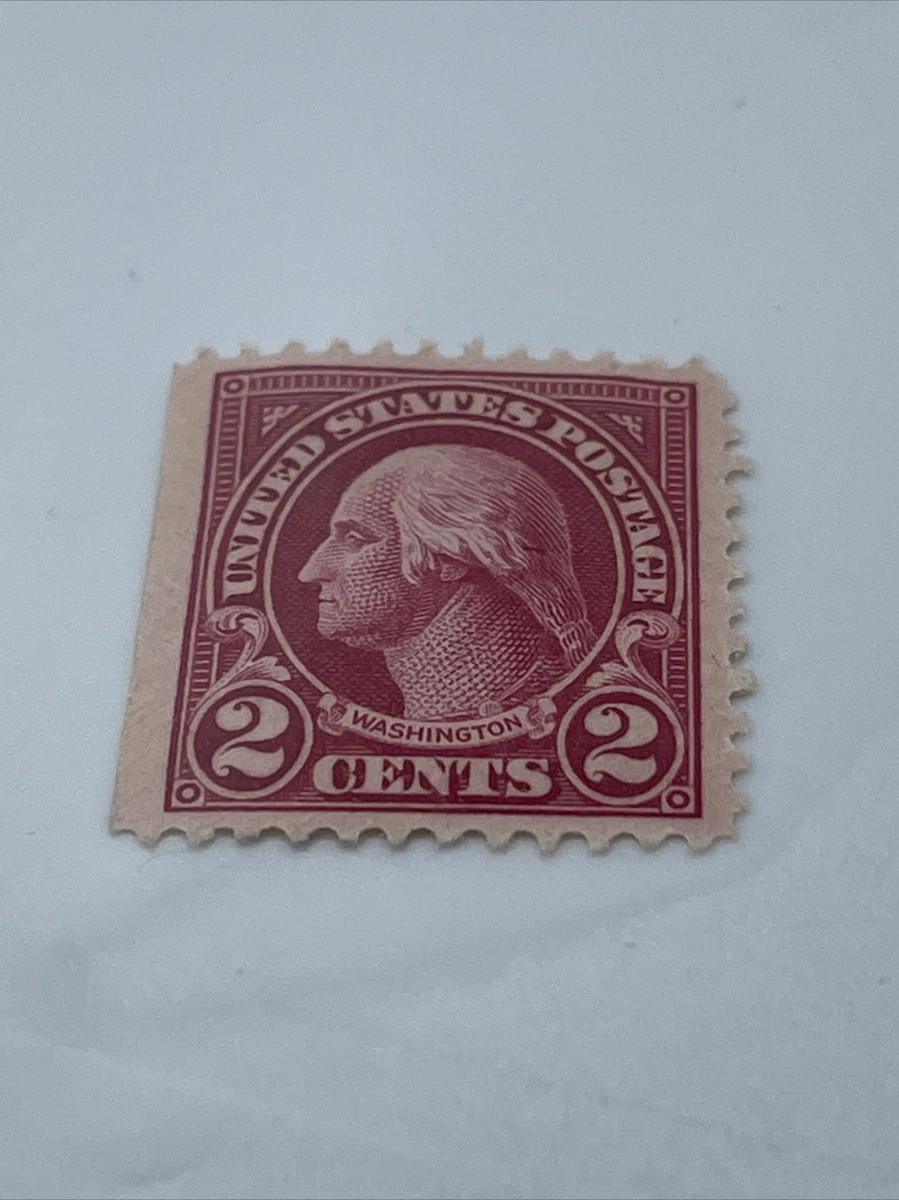 UNITED STATES POSTAGE
WASHINGTON
2 CENTS 2